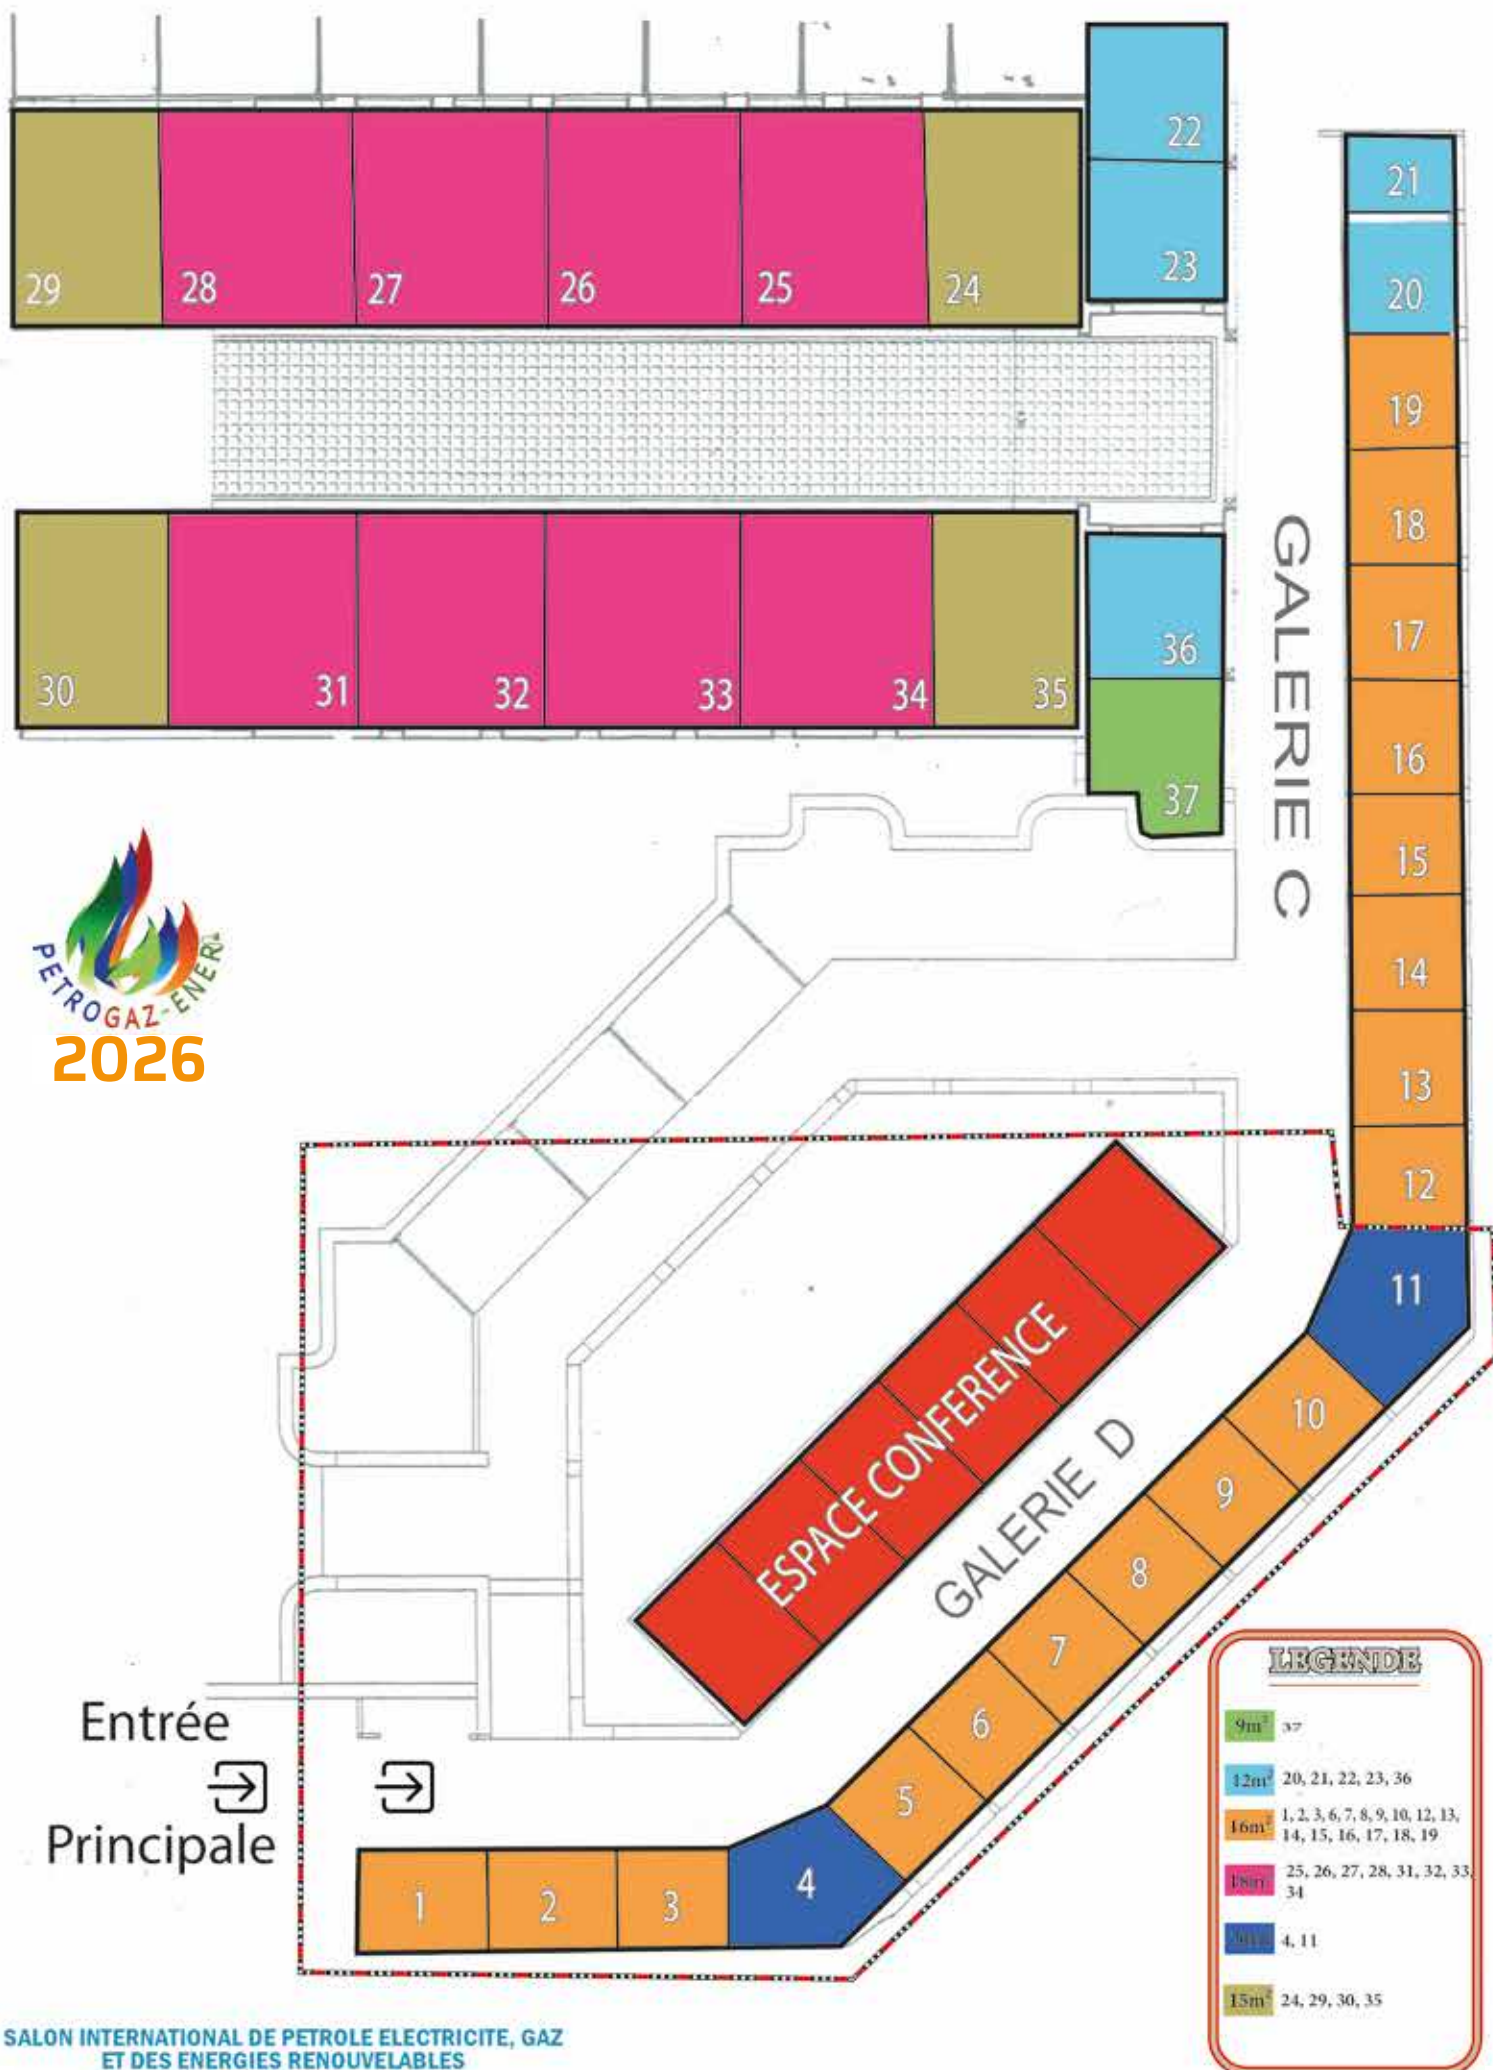 22
21
23
20
29
28
27
26
25
24
19
18
17
36
30
31
32
33
34
35
16
37
15
GALERIE C
14
13
12
PETROGAZ-ENER
2026
11
10
9
8
7
6
5
ESPACE CONFERENCE
GALERIE D
Entrée
Principale
1
2
3
4
LEGENDE
9m² 37
12m² 20, 21, 22, 23, 36
16m² 1, 2, 3, 6, 7, 8, 9, 10, 12, 13,
14, 15, 16, 17, 18, 19
18m² 25, 26, 27, 28, 31, 32, 33,
34
4, 11
15m² 24, 29, 30, 35
SALON INTERNATIONAL DE PETROLE ELECTRICITE, GAZ
ET DES ENERGIES RENOUVELABLES